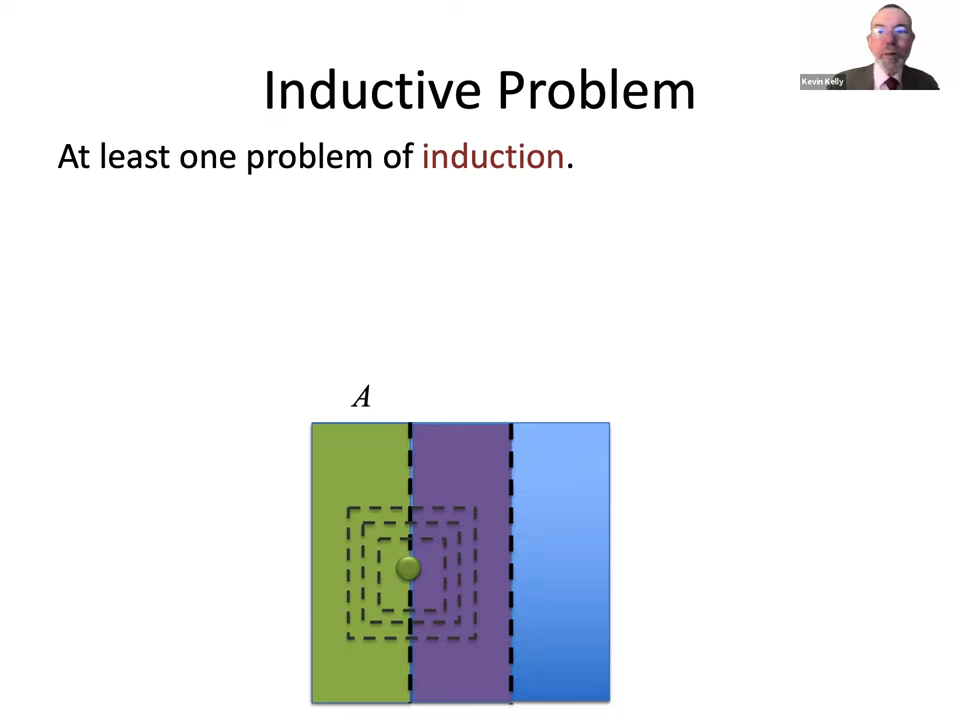 Kevin Kelly
Inductive Problem
At least one problem of induction.
A